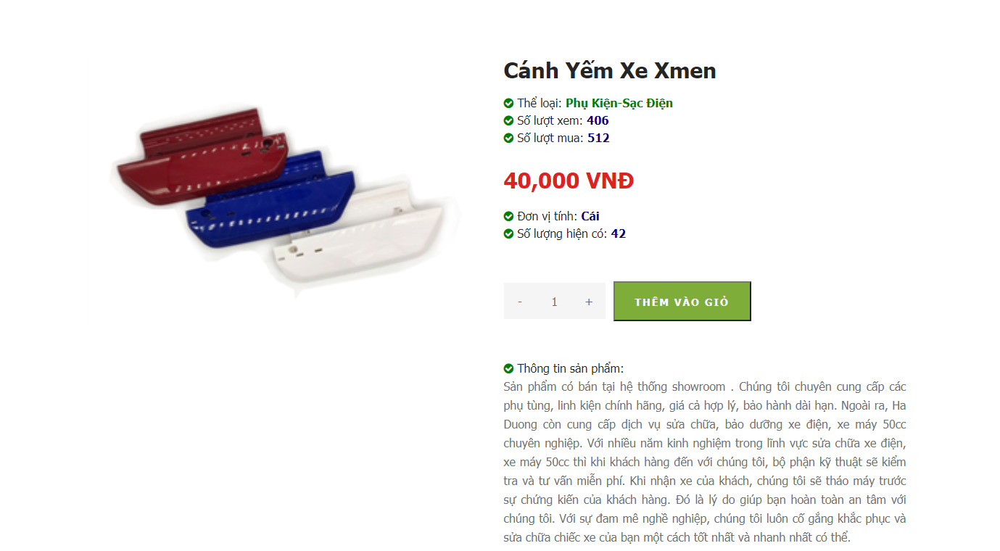 Cánh Yếm Xe Xmen
Thể loại: Phụ Kiện-Sạc Điện
Số lượt xem: 406
Số lượt mua: 512
40,000 VNĐ
Đơn vị tính: Cái
Số lượng hiện có: 42
- 1 + THÊM VÀO GIỎ
Thông tin sản phẩm:
Sản phẩm có bán tại hệ thống showroom . Chúng tôi chuyên cung cấp các
phụ tùng, linh kiện chính hãng, giá cả hợp lý, bảo hành dài hạn. Ngoài ra, Ha
Duong còn cung cấp dịch vụ sửa chữa, bảo dưỡng xe điện, xe máy 50cc
chuyên nghiệp. Với nhiều năm kinh nghiệm trong lĩnh vực sửa chữa xe điện,
xe máy 50cc thì khi khách hàng đến với chúng tôi, bộ phận kỹ thuật sẽ kiểm
tra và tư vấn miễn phí. Khi nhận xe của khách, chúng tôi sẽ tháo máy trước
sự chứng kiến của khách hàng. Đó là lý do giúp bạn hoàn toàn an tâm với
chúng tôi. Với sự đam mê nghề nghiệp, chúng tôi luôn cố gắng khắc phục và
sửa chữa chiếc xe của bạn một cách tốt nhất và nhanh nhất có thể.